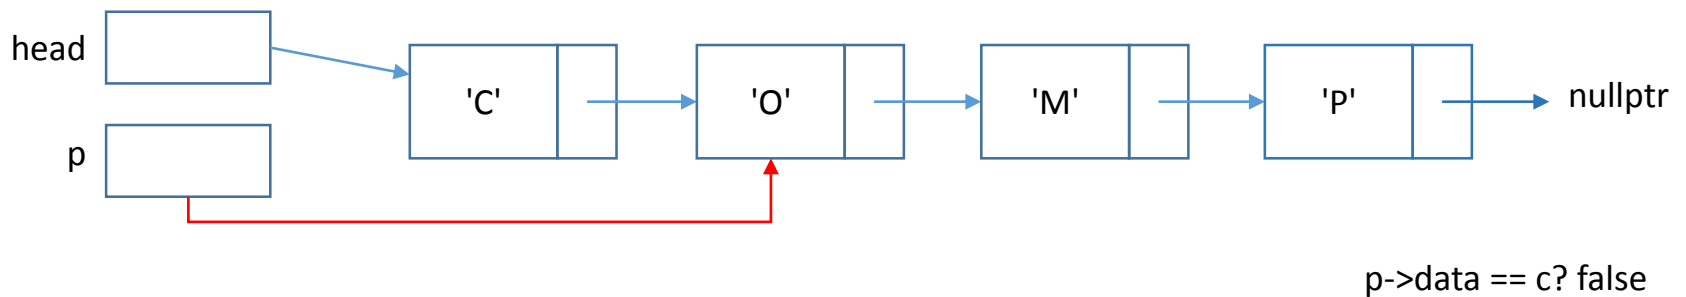 head
'C'
'O'
'M'
'P'
nullptr
p
p->data == c? false